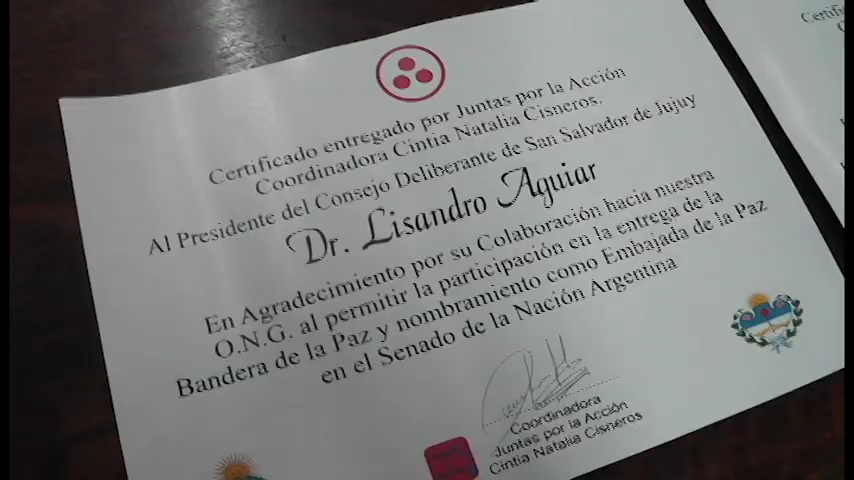 Certificado entregado por Juntas por la Acción
Coordinadora Cintia Natalia Cisneros.
Al Presidente del Consejo Deliberante de San Salvador de Jujuy
Dr. Lisandro Aguiar
En Agradecimiento por su Colaboración hacia nuestra
O.N.G. al permitir la participación en la entrega de la
Bandera de la Paz y nombramiento como Embajada de la Paz
en el Senado de la Nación Argentina
Coordinadora
Juntas por la Acción
Cintia Natalia Cisneros